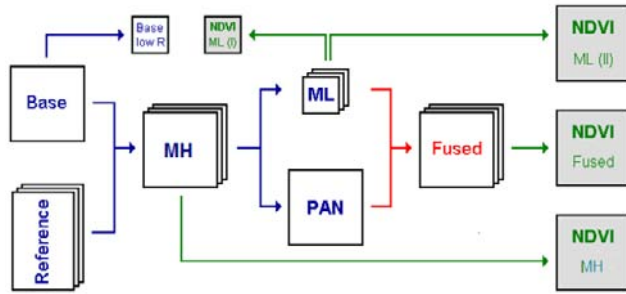 Base
low R
NDVI
ML (I)
NDVI
ML (II)
Base
MH
ML
PAN
Fused
NDVI
Fused
Reference
NDVI
MH